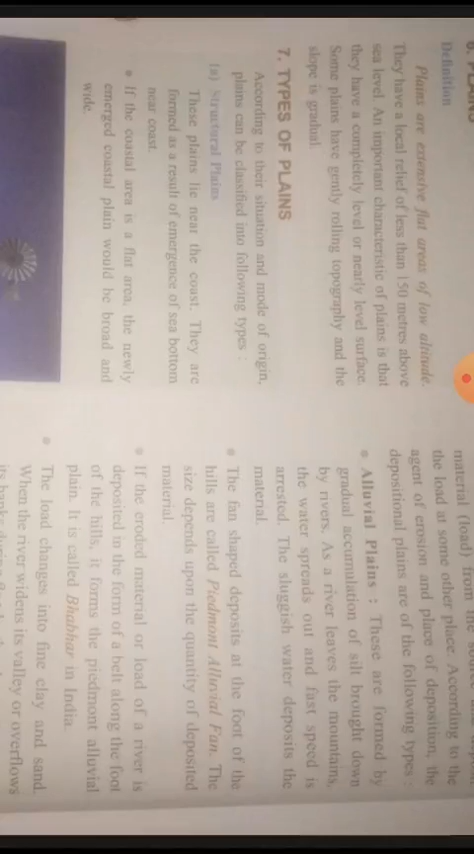 6. PLAINS
Definition
Plains are extensive flat areas of low altitude.
They have a local relief of less than 150 metres above
sea level. An important characteristic of plains is that
they have a completely level or nearly level surface.
Some plains have gently rolling topography and the
slope is gradual.
7. TYPES OF PLAINS
According to their situation and mode of origin,
plains can be classified into following types :
(a) Structural Plains
These plains lie near the coast. They are
formed as a result of emergence of sea bottom
near coast.
• If the coastal area is a flat area, the newly
emerged coastal plain would be broad and
wide.
material (load) from the
the load at some other place. According to the
agent of erosion and place of deposition, the
depositional plains are of the following types :
• Alluvial Plains : These are formed by
gradual accumulation of silt brought down
by rivers. As a river leaves the mountains,
the water spreads out and fast speed is
arrested. The sluggish water deposits the
material.
• The fan shaped deposits at the foot of the
hills are called Piedmont Alluvial Fan. The
size depends upon the quantity of deposited
material.
• If the eroded material or load of a river is
deposited in the form of a belt along the foot
of the hills, it forms the piedmont alluvial
plain. It is called Bhabhar in India.
• The load changes into fine clay and sand.
When the river widens its valley or overflows
its banks